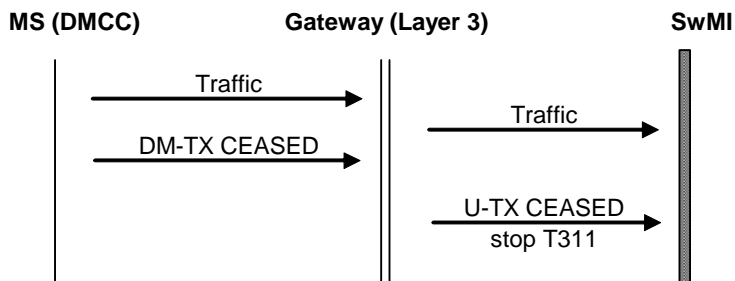 MS (DMCC) Gateway (Layer 3) SwMI
Traffic
Traffic
DM-TX CEASED
U-TX CEASED
stop T311